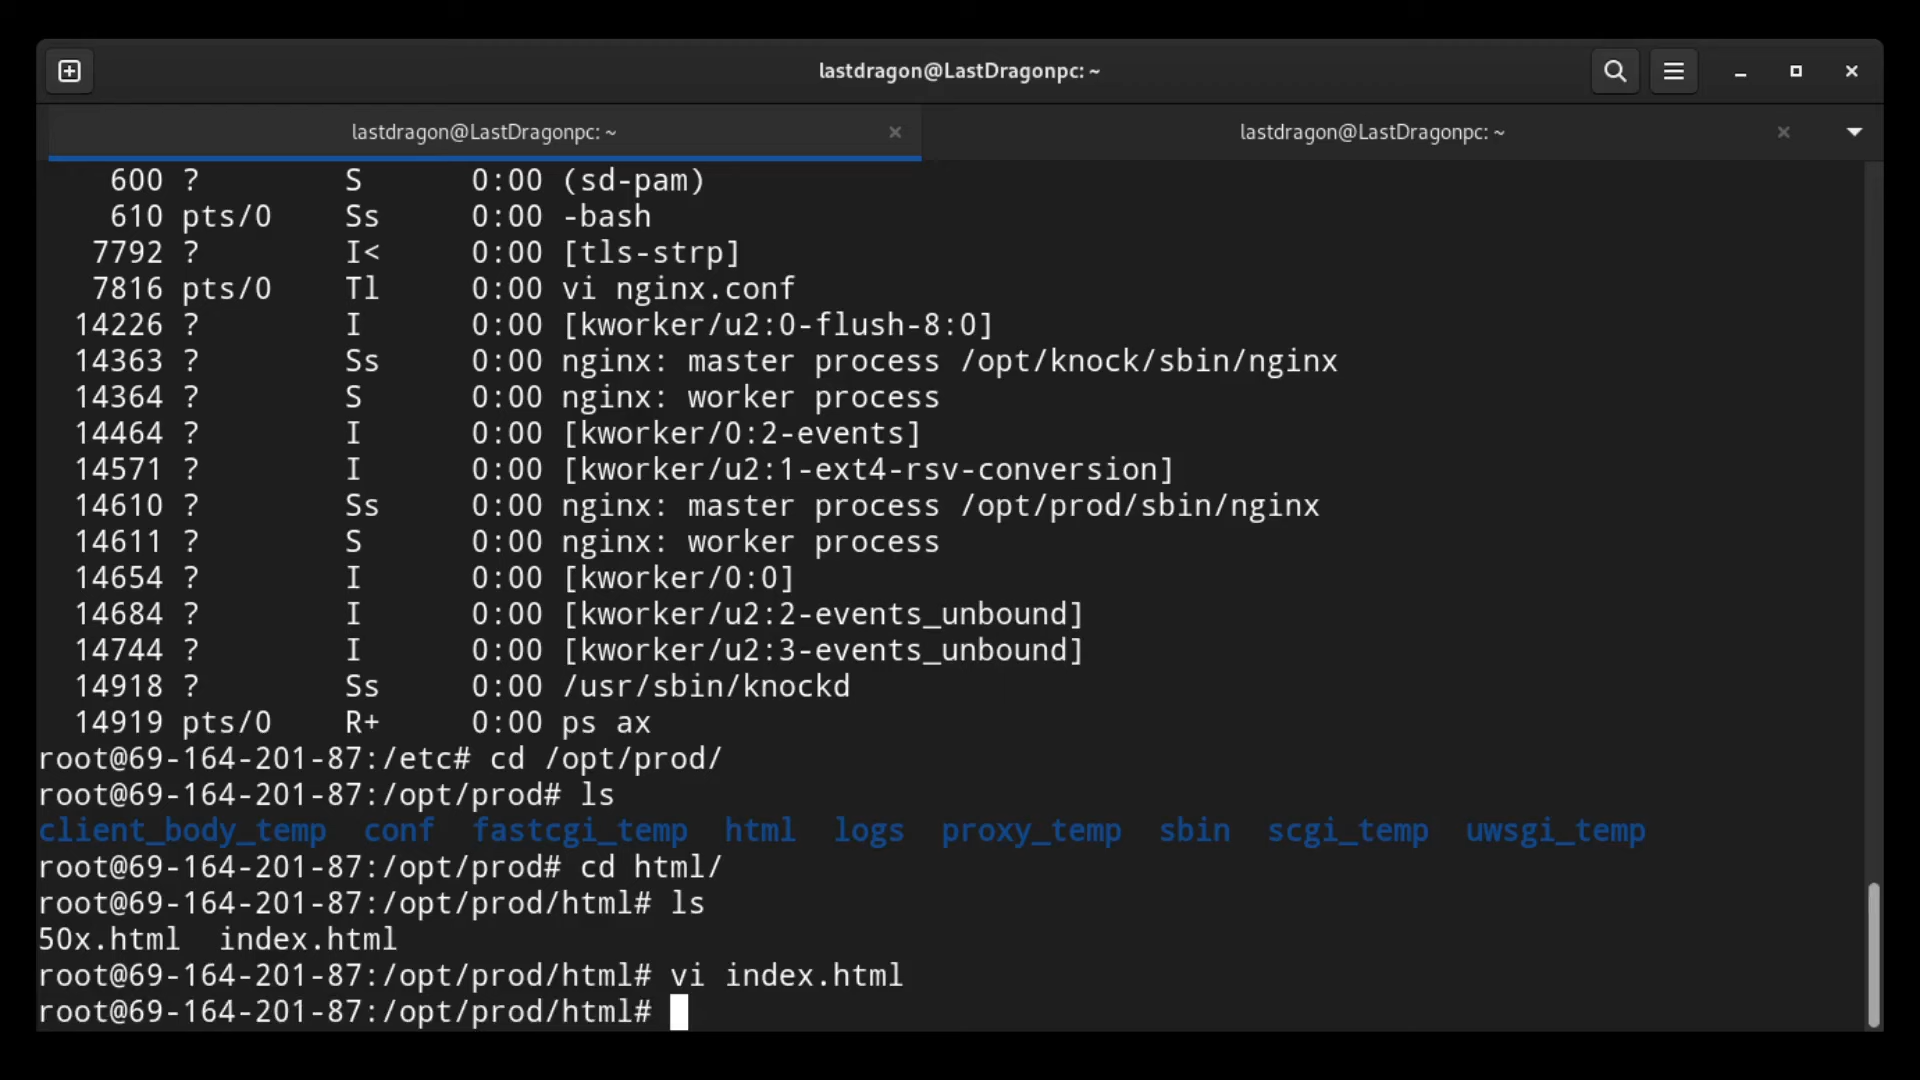 lastdragon@LastDragonpc: ~
lastdragon@LastDragonpc: ~
lastdragon@LastDragonpc: ~
600 ? S 0:00 (sd-pam)
610 pts/0 Ss 0:00 -bash
7792 ? I< 0:00 [tls-strp]
7816 pts/0 Tl 0:00 vi nginx.conf
14226 ? I 0:00 [kworker/u2:0-flush-8:0]
14363 ? Ss 0:00 nginx: master process /opt/knock/sbin/nginx
14364 ? S 0:00 nginx: worker process
14464 ? I 0:00 [kworker/0:2-events]
14571 ? I 0:00 [kworker/u2:1-ext4-rsv-conversion]
14610 ? Ss 0:00 nginx: master process /opt/prod/sbin/nginx
14611 ? S 0:00 nginx: worker process
14654 ? I 0:00 [kworker/0:0]
14684 ? I 0:00 [kworker/u2:2-events_unbound]
14744 ? I 0:00 [kworker/u2:3-events_unbound]
14918 ? Ss 0:00 /usr/sbin/knockd
14919 pts/0 R+ 0:00 ps ax
root@69-164-201-87:/etc# cd /opt/prod/
root@69-164-201-87:/opt/prod# ls
client_body_temp conf fastcgi_temp html logs proxy_temp sbin scgi_temp uwsgi_temp
root@69-164-201-87:/opt/prod# cd html/
root@69-164-201-87:/opt/prod/html# ls
50x.html index.html
root@69-164-201-87:/opt/prod/html# vi index.html
root@69-164-201-87:/opt/prod/html#